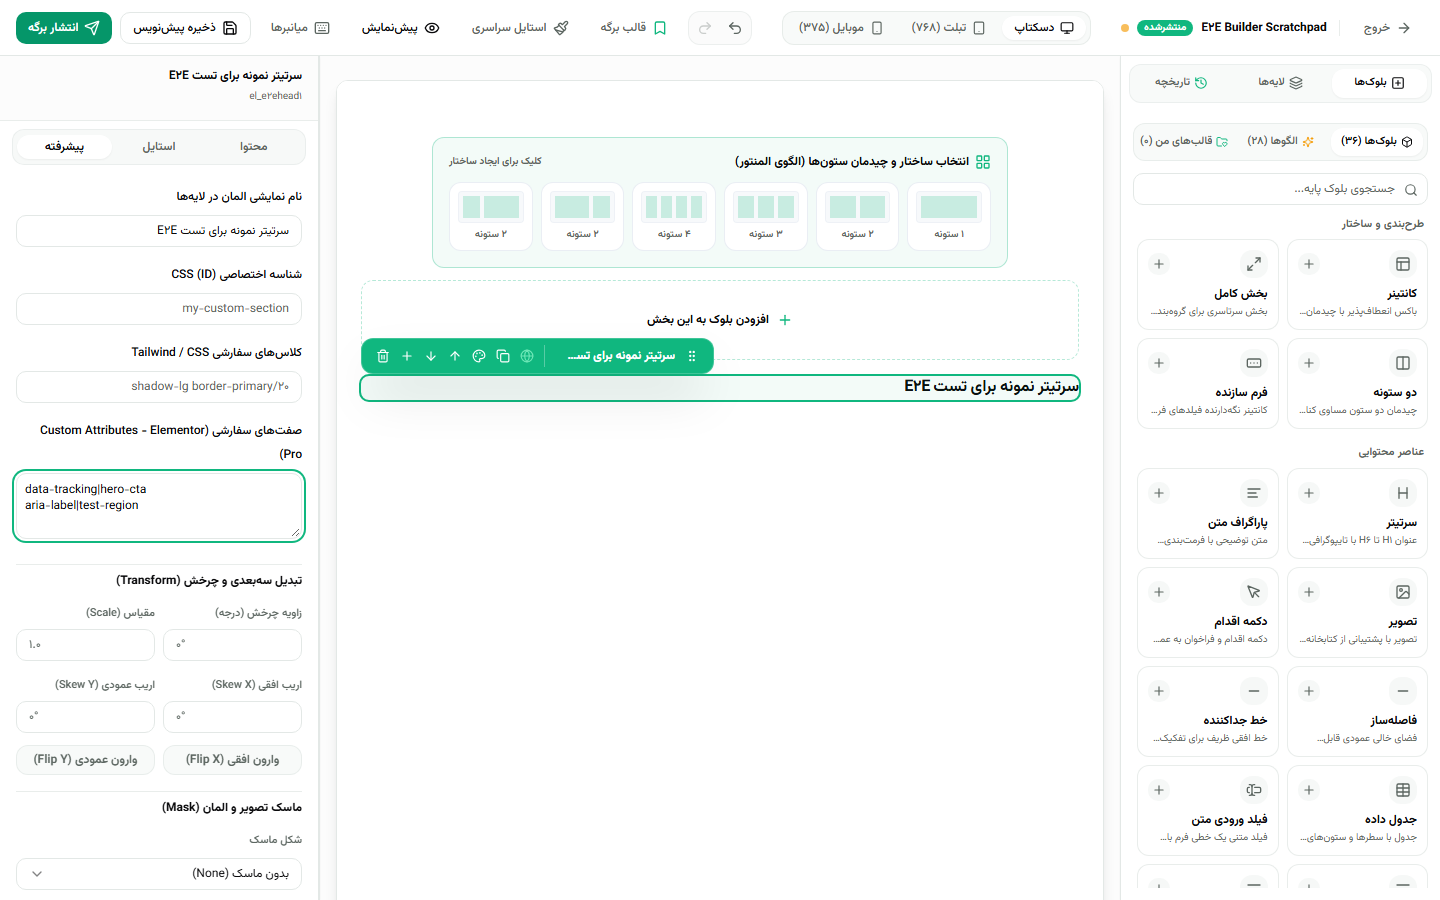 خروج
E2E Builder Scratchpad
منتشرشده
دسکتاپ
تبلت (۷۶۸)
موبایل (۳۷۵)
قالب برگه
استایل سراسری
پیش‌نمایش
میانبرها
ذخیره پیش‌نویس
انتشار برگه
بلوک‌ها
لایه‌ها
تاریخچه
بلوک‌ها (۳۶)
الگوها (۲۸)
قالب‌های من (۰)
جستجوی بلوک پایه...
طرح‌بندی و ساختار
کانتینر
باکس انعطاف‌پذیر با چیدمان...
بخش کامل
بخش سرتاسری برای گروه‌بند...
دو ستونه
چیدمان دو ستون مساوی کنا...
فرم سازنده
کانتینر نگه‌دارنده فیلدهای فر...
عناصر محتوایی
سرتیتر
عنوان H۱ تا H۶ با تایپوگرافی...
پاراگراف متن
متن توضیحی با فرمت‌بندی...
تصویر
تصویر با پشتیبانی از کتابخانه...
دکمه اقدام
دکمه اقدام و فراخوان به عمـ...
فاصله‌ساز
فضای خالی عمودی قابل...
خط جداکننده
خط افقی ظریف برای تفکیک...
جدول داده
جدول با سطرها و ستون‌های...
فیلد ورودی متن
فیلد متنی یک خطی فرم با...
انتخاب ساختار و چیدمان ستون‌ها (الگوی المنتور)
کلیک برای ایجاد ساختار
۱ ستونه
۲ ستونه
۳ ستونه
۴ ستونه
۲ ستونه
۲ ستونه
افزودن بلوک به این بخش
سرتیتر نمونه برای تسـ...
سرتیتر نمونه برای تست E۲E
سرتیتر نمونه برای تست E۲E
el_e۲ehead۱
محتوا
استایل
پیشرفته
نام نمایشی المان در لایه‌ها
سرتیتر نمونه برای تست E۲E
شناسه اختصاصی CSS (ID)
my-custom-section
کلاس‌های سفارشی Tailwind / CSS
shadow-lg border-primary/۲۰
صفت‌های سفارشی (Custom Attributes - Elementor
Pro)
data-tracking|hero-cta
aria-label|test-region
تبدیل سه‌بعدی و چرخش (Transform)
زاویه چرخش (درجه)
مقیاس (Scale)
۰°
۱.۰
اریب افقی (Skew X)
اریب عمودی (Skew Y)
۰°
۰°
وارون افقی (Flip X)
وارون عمودی (Flip Y)
ماسک تصویر و المان (Mask)
شکل ماسک
بدون ماسک (None)